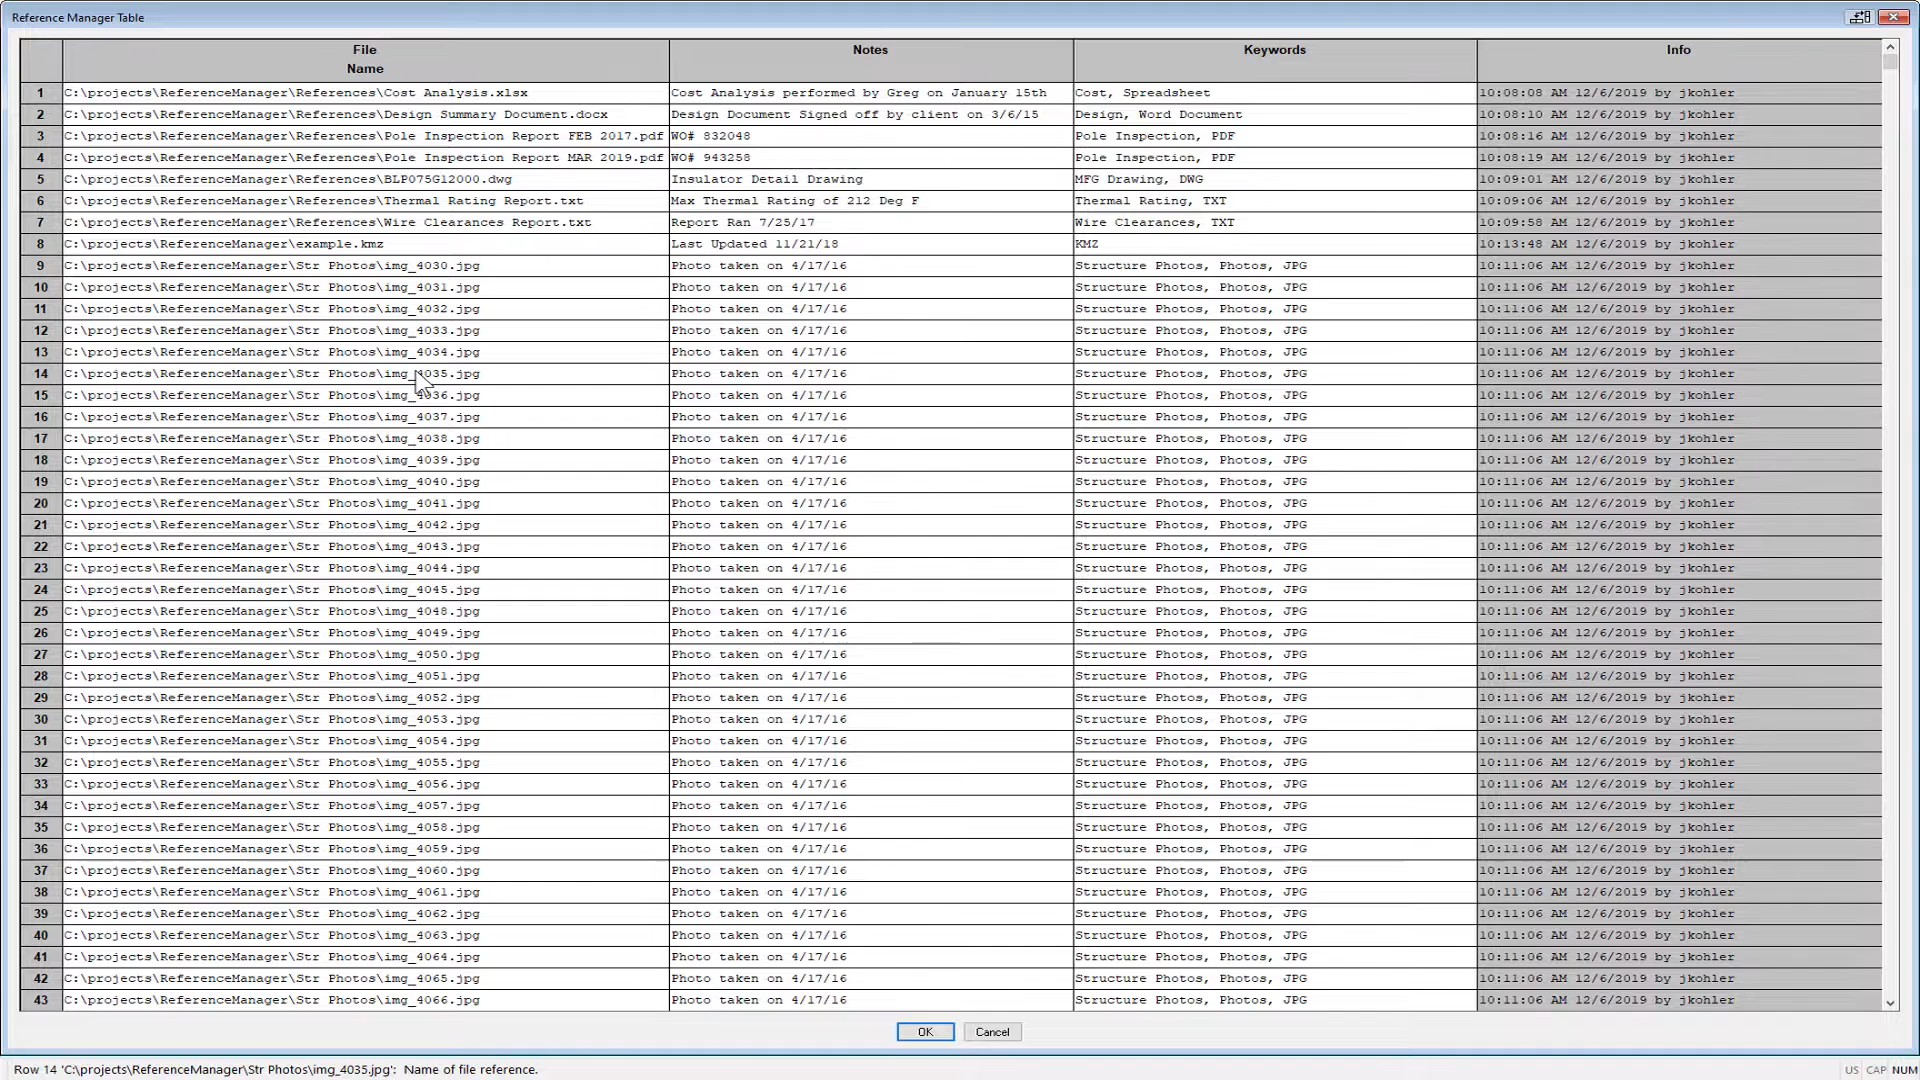 Reference Manager Table
File Name Notes Keywords Info
1 C:\projects\ReferenceManager\References\Cost Analysis.xlsx Cost Analysis performed by Greg on January 15th Cost, Spreadsheet 10:08:08 AM 12/6/2019 by jkohler
2 C:\projects\ReferenceManager\References\Design Summary Document.docx Design Document Signed off by client on 3/6/15 Design, Word Document 10:08:10 AM 12/6/2019 by jkohler
3 C:\projects\ReferenceManager\References\Pole Inspection Report FEB 2017.pdf WO# 832048 Pole Inspection, PDF 10:08:16 AM 12/6/2019 by jkohler
4 C:\projects\ReferenceManager\References\Pole Inspection Report MAR 2019.pdf WO# 943258 Pole Inspection, PDF 10:08:19 AM 12/6/2019 by jkohler
5 C:\projects\ReferenceManager\References\BLP075G12000.dwg Insulator Detail Drawing MFG Drawing, DWG 10:09:01 AM 12/6/2019 by jkohler
6 C:\projects\ReferenceManager\References\Thermal Rating Report.txt Max Thermal Rating of 212 Deg F Thermal Rating, TXT 10:09:06 AM 12/6/2019 by jkohler
7 C:\projects\ReferenceManager\References\Wire Clearances Report.txt Report Ran 7/25/17 Wire Clearances, TXT 10:09:58 AM 12/6/2019 by jkohler
8 C:\projects\ReferenceManager\example.kmz Last Updated 11/21/18 KMZ 10:13:48 AM 12/6/2019 by jkohler
9 C:\projects\ReferenceManager\Str Photos\img_4030.jpg Photo taken on 4/17/16 Structure Photos, Photos, JPG 10:11:06 AM 12/6/2019 by jkohler
10 C:\projects\ReferenceManager\Str Photos\img_4031.jpg Photo taken on 4/17/16 Structure Photos, Photos, JPG 10:11:06 AM 12/6/2019 by jkohler
11 C:\projects\ReferenceManager\Str Photos\img_4032.jpg Photo taken on 4/17/16 Structure Photos, Photos, JPG 10:11:06 AM 12/6/2019 by jkohler
12 C:\projects\ReferenceManager\Str Photos\img_4033.jpg Photo taken on 4/17/16 Structure Photos, Photos, JPG 10:11:06 AM 12/6/2019 by jkohler
13 C:\projects\ReferenceManager\Str Photos\img_4034.jpg Photo taken on 4/17/16 Structure Photos, Photos, JPG 10:11:06 AM 12/6/2019 by jkohler
14 C:\projects\ReferenceManager\Str Photos\img_4035.jpg Photo taken on 4/17/16 Structure Photos, Photos, JPG 10:11:06 AM 12/6/2019 by jkohler
15 C:\projects\ReferenceManager\Str Photos\img_4036.jpg Photo taken on 4/17/16 Structure Photos, Photos, JPG 10:11:06 AM 12/6/2019 by jkohler
16 C:\projects\ReferenceManager\Str Photos\img_4037.jpg Photo taken on 4/17/16 Structure Photos, Photos, JPG 10:11:06 AM 12/6/2019 by jkohler
17 C:\projects\ReferenceManager\Str Photos\img_4038.jpg Photo taken on 4/17/16 Structure Photos, Photos, JPG 10:11:06 AM 12/6/2019 by jkohler
18 C:\projects\ReferenceManager\Str Photos\img_4039.jpg Photo taken on 4/17/16 Structure Photos, Photos, JPG 10:11:06 AM 12/6/2019 by jkohler
19 C:\projects\ReferenceManager\Str Photos\img_4040.jpg Photo taken on 4/17/16 Structure Photos, Photos, JPG 10:11:06 AM 12/6/2019 by jkohler
20 C:\projects\ReferenceManager\Str Photos\img_4041.jpg Photo taken on 4/17/16 Structure Photos, Photos, JPG 10:11:06 AM 12/6/2019 by jkohler
21 C:\projects\ReferenceManager\Str Photos\img_4042.jpg Photo taken on 4/17/16 Structure Photos, Photos, JPG 10:11:06 AM 12/6/2019 by jkohler
22 C:\projects\ReferenceManager\Str Photos\img_4043.jpg Photo taken on 4/17/16 Structure Photos, Photos, JPG 10:11:06 AM 12/6/2019 by jkohler
23 C:\projects\ReferenceManager\Str Photos\img_4044.jpg Photo taken on 4/17/16 Structure Photos, Photos, JPG 10:11:06 AM 12/6/2019 by jkohler
24 C:\projects\ReferenceManager\Str Photos\img_4045.jpg Photo taken on 4/17/16 Structure Photos, Photos, JPG 10:11:06 AM 12/6/2019 by jkohler
25 C:\projects\ReferenceManager\Str Photos\img_4048.jpg Photo taken on 4/17/16 Structure Photos, Photos, JPG 10:11:06 AM 12/6/2019 by jkohler
26 C:\projects\ReferenceManager\Str Photos\img_4049.jpg Photo taken on 4/17/16 Structure Photos, Photos, JPG 10:11:06 AM 12/6/2019 by jkohler
27 C:\projects\ReferenceManager\Str Photos\img_4050.jpg Photo taken on 4/17/16 Structure Photos, Photos, JPG 10:11:06 AM 12/6/2019 by jkohler
28 C:\projects\ReferenceManager\Str Photos\img_4051.jpg Photo taken on 4/17/16 Structure Photos, Photos, JPG 10:11:06 AM 12/6/2019 by jkohler
29 C:\projects\ReferenceManager\Str Photos\img_4052.jpg Photo taken on 4/17/16 Structure Photos, Photos, JPG 10:11:06 AM 12/6/2019 by jkohler
30 C:\projects\ReferenceManager\Str Photos\img_4053.jpg Photo taken on 4/17/16 Structure Photos, Photos, JPG 10:11:06 AM 12/6/2019 by jkohler
31 C:\projects\ReferenceManager\Str Photos\img_4054.jpg Photo taken on 4/17/16 Structure Photos, Photos, JPG 10:11:06 AM 12/6/2019 by jkohler
32 C:\projects\ReferenceManager\Str Photos\img_4055.jpg Photo taken on 4/17/16 Structure Photos, Photos, JPG 10:11:06 AM 12/6/2019 by jkohler
33 C:\projects\ReferenceManager\Str Photos\img_4056.jpg Photo taken on 4/17/16 Structure Photos, Photos, JPG 10:11:06 AM 12/6/2019 by jkohler
34 C:\projects\ReferenceManager\Str Photos\img_4057.jpg Photo taken on 4/17/16 Structure Photos, Photos, JPG 10:11:06 AM 12/6/2019 by jkohler
35 C:\projects\ReferenceManager\Str Photos\img_4058.jpg Photo taken on 4/17/16 Structure Photos, Photos, JPG 10:11:06 AM 12/6/2019 by jkohler
36 C:\projects\ReferenceManager\Str Photos\img_4059.jpg Photo taken on 4/17/16 Structure Photos, Photos, JPG 10:11:06 AM 12/6/2019 by jkohler
37 C:\projects\ReferenceManager\Str Photos\img_4060.jpg Photo taken on 4/17/16 Structure Photos, Photos, JPG 10:11:06 AM 12/6/2019 by jkohler
38 C:\projects\ReferenceManager\Str Photos\img_4061.jpg Photo taken on 4/17/16 Structure Photos, Photos, JPG 10:11:06 AM 12/6/2019 by jkohler
39 C:\projects\ReferenceManager\Str Photos\img_4062.jpg Photo taken on 4/17/16 Structure Photos, Photos, JPG 10:11:06 AM 12/6/2019 by jkohler
40 C:\projects\ReferenceManager\Str Photos\img_4063.jpg Photo taken on 4/17/16 Structure Photos, Photos, JPG 10:11:06 AM 12/6/2019 by jkohler
41 C:\projects\ReferenceManager\Str Photos\img_4064.jpg Photo taken on 4/17/16 Structure Photos, Photos, JPG 10:11:06 AM 12/6/2019 by jkohler
42 C:\projects\ReferenceManager\Str Photos\img_4065.jpg Photo taken on 4/17/16 Structure Photos, Photos, JPG 10:11:06 AM 12/6/2019 by jkohler
43 C:\projects\ReferenceManager\Str Photos\img_4066.jpg Photo taken on 4/17/16 Structure Photos, Photos, JPG 10:11:06 AM 12/6/2019 by jkohler
OK Cancel
Row 14 'C:\projects\ReferenceManager\Str Photos\img_4035.jpg': Name of file reference. US CAP NUM